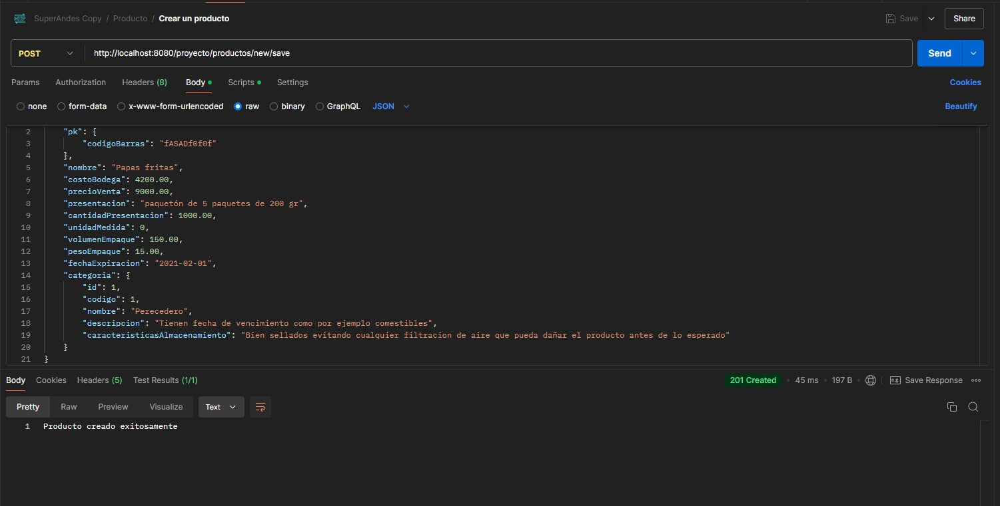 HTTP SuperAndes Copy / Producto / Crear un producto Save Share
POST http://localhost:8080/proyecto/productos/new/save Send
Params Authorization Headers (8) Body Scripts Settings Cookies
none form-data x-www-form-urlencoded raw binary GraphQL JSON Beautify
2 "pk": {
3 "codigoBarras": "fASADf0f0f"
4 },
5 "nombre": "Papas fritas",
6 "costoBodega": 4200.00,
7 "precioVenta": 9000.00,
8 "presentacion": "paquetón de 5 paquetes de 200 gr",
9 "cantidadPresentacion": 1000.00,
10 "unidadMedida": 0,
11 "volumenEmpaque": 150.00,
12 "pesoEmpaque": 15.00,
13 "fechaExpiracion": "2021-02-01",
14 "categoria": {
15 "id": 1,
16 "codigo": 1,
17 "nombre": "Perecedero",
18 "descripcion": "Tienen fecha de vencimiento como por ejemplo comestibles",
19 "caracteristicasAlmacenamiento": "Bien sellados evitando cualquier filtracion de aire que pueda dañar el producto antes de lo esperado"
20 }
21 }
Body Cookies Headers (5) Test Results (1/1) 201 Created 45 ms 197 B e.g. Save Response
Pretty Raw Preview Visualize Text
1 Producto creado exitosamente